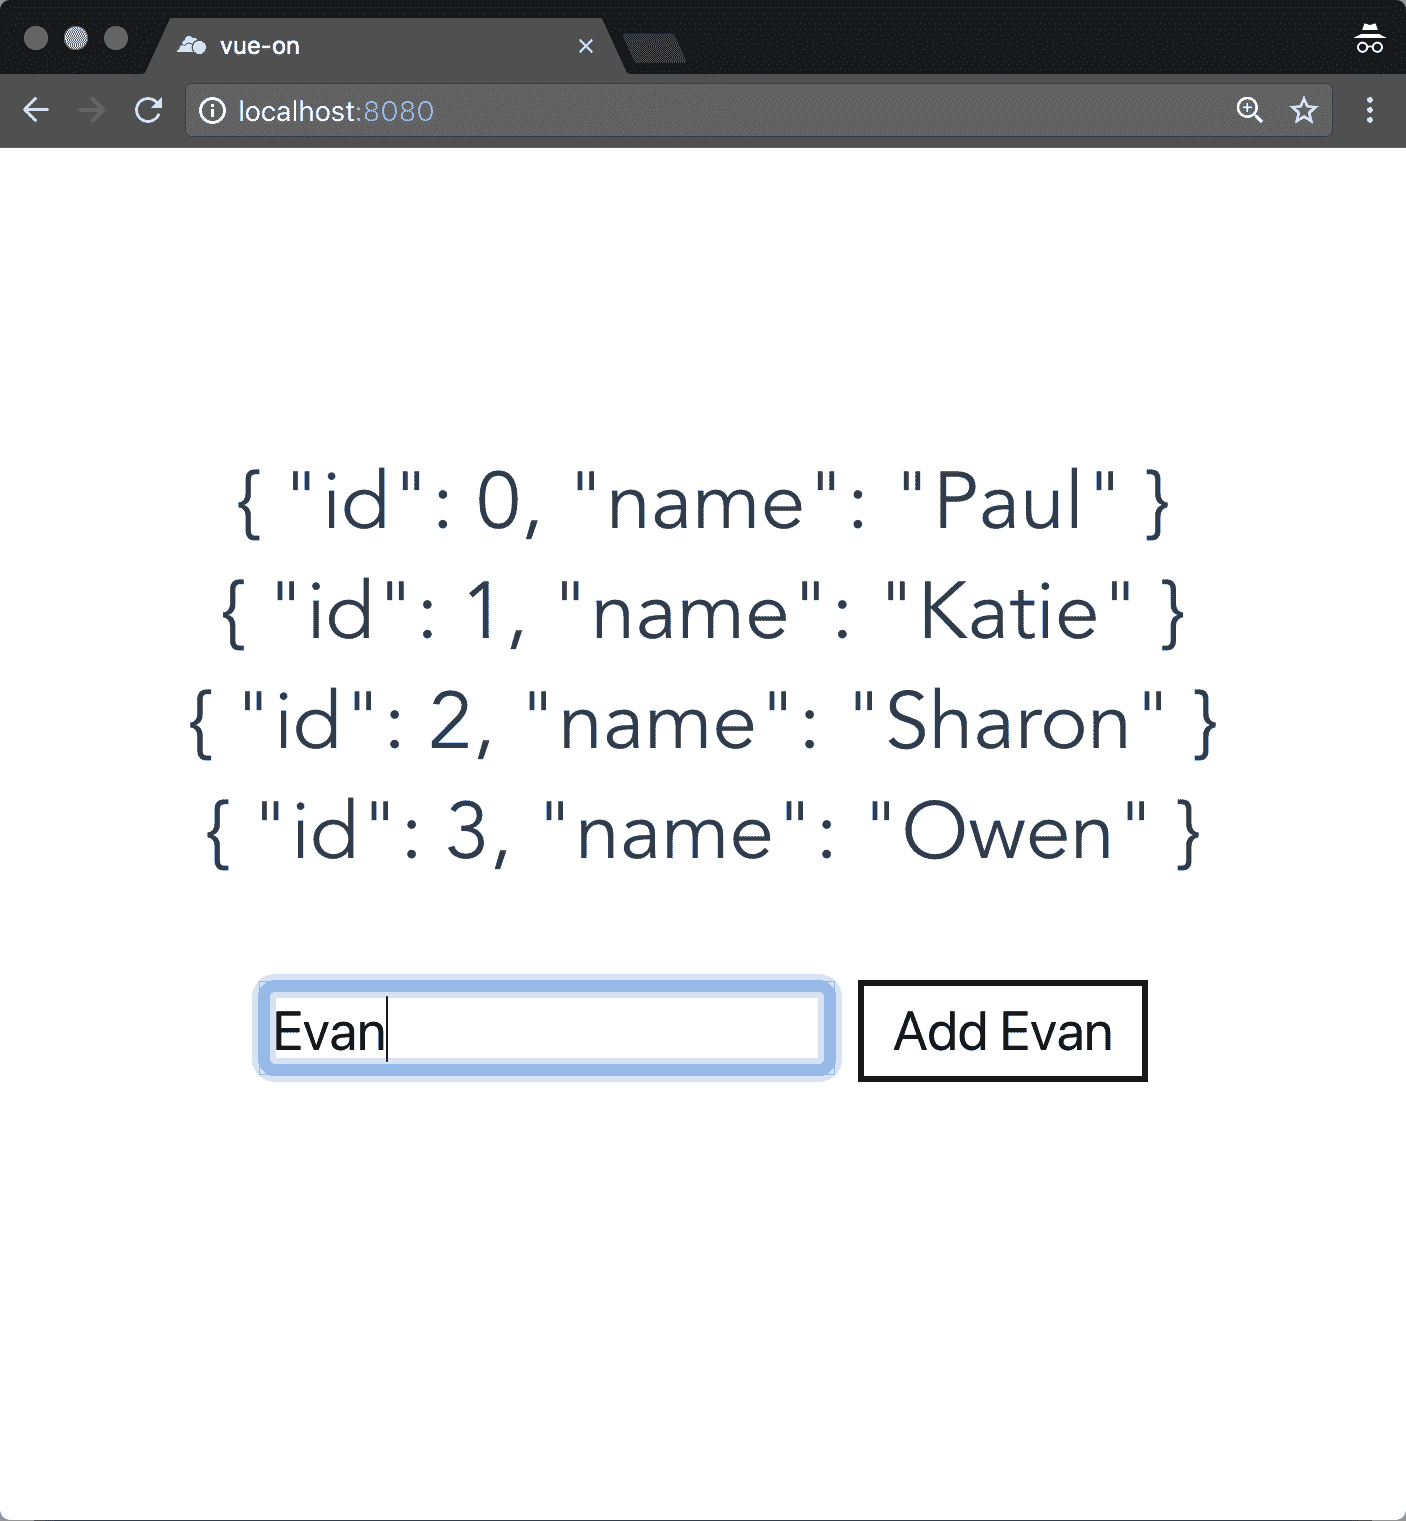 vue-on
localhost:8080
{ "id": 0, "name": "Paul" }
{ "id": 1, "name": "Katie" }
{ "id": 2, "name": "Sharon" }
{ "id": 3, "name": "Owen" }
Evan
Add Evan